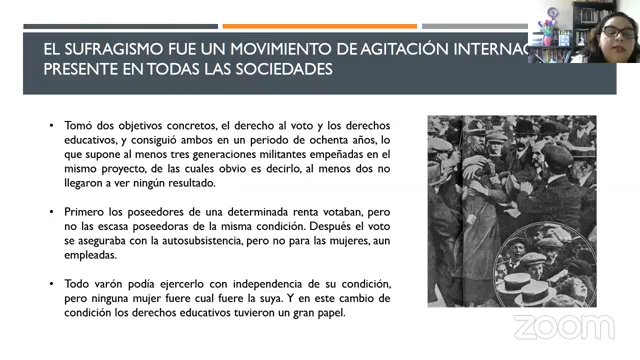 EL SUFRAGISMO FUE UN MOVIMIENTO DE AGITACIÓN
PRESENTE EN TODAS LAS SOCIEDADES
• Tomó dos objetivos concretos, el derecho al voto y los derechos
educativos, y consiguió ambos en un periodo de ochenta años, lo
que supone al menos tres generaciones militantes empeñadas en el
mismo proyecto, de las cuales obvio es decirlo, al menos dos no
llegaron a ver ningún resultado.
• Primero los poseedores de una determinada renta votaban, pero
no las escasa poseedoras de la misma condición. Después el voto
se aseguraba con la autosubsistencia, pero no para las mujeres, aun
empleadas.
• Todo varón podía ejercerlo con independencia de su condición,
pero ninguna mujer fuere cual fuere la suya. Y en este cambio de
condición los derechos educativos tuvieron un gran papel.
zoom